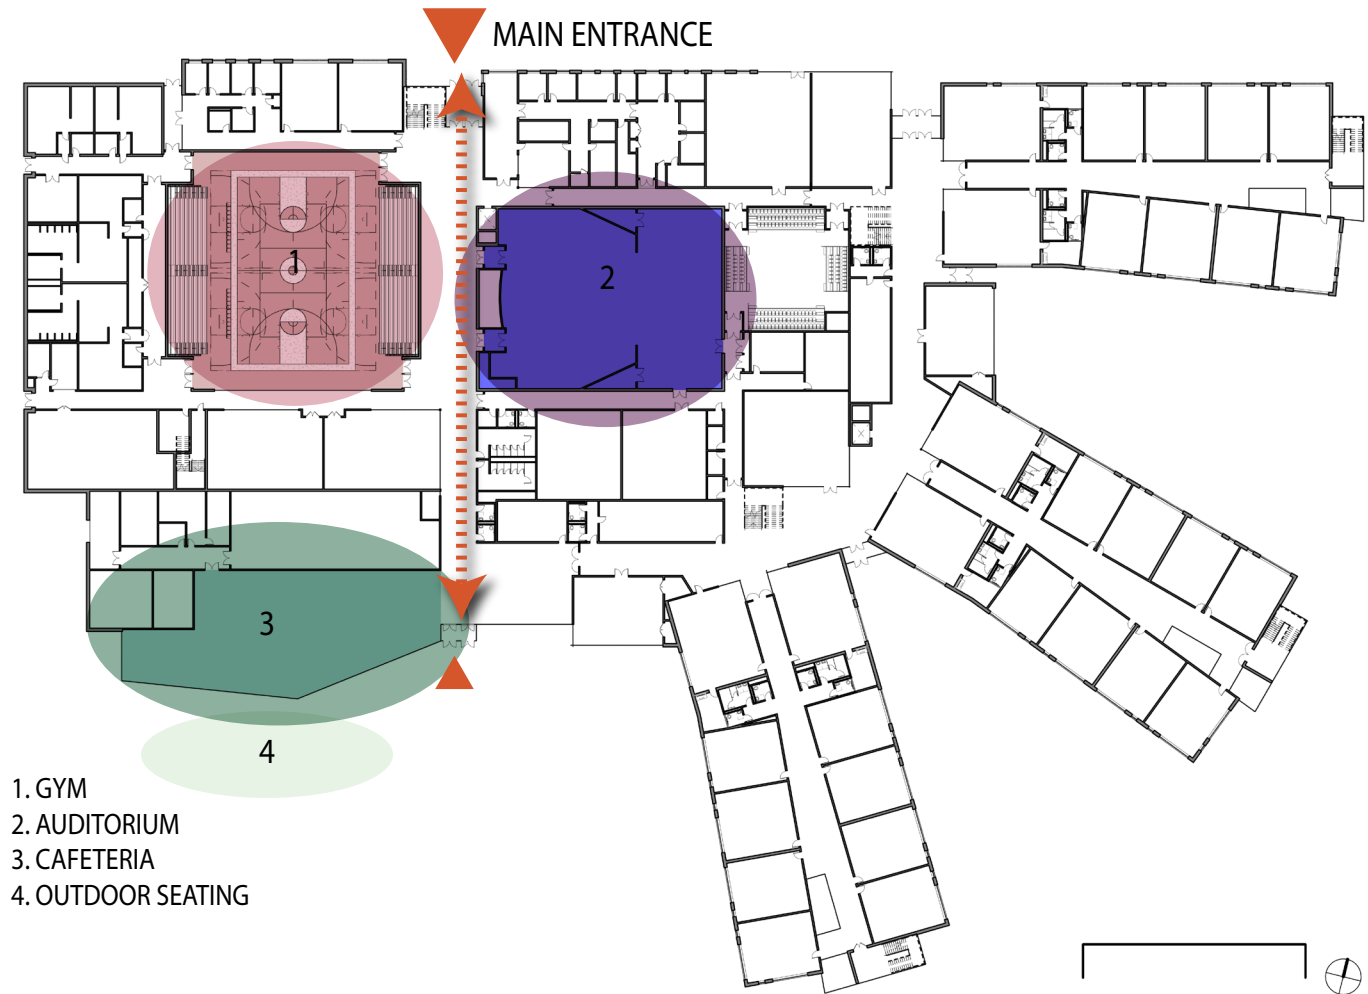 MAIN ENTRANCE
1
2
3
4
1. GYM
2. AUDITORIUM
3. CAFETERIA
4. OUTDOOR SEATING